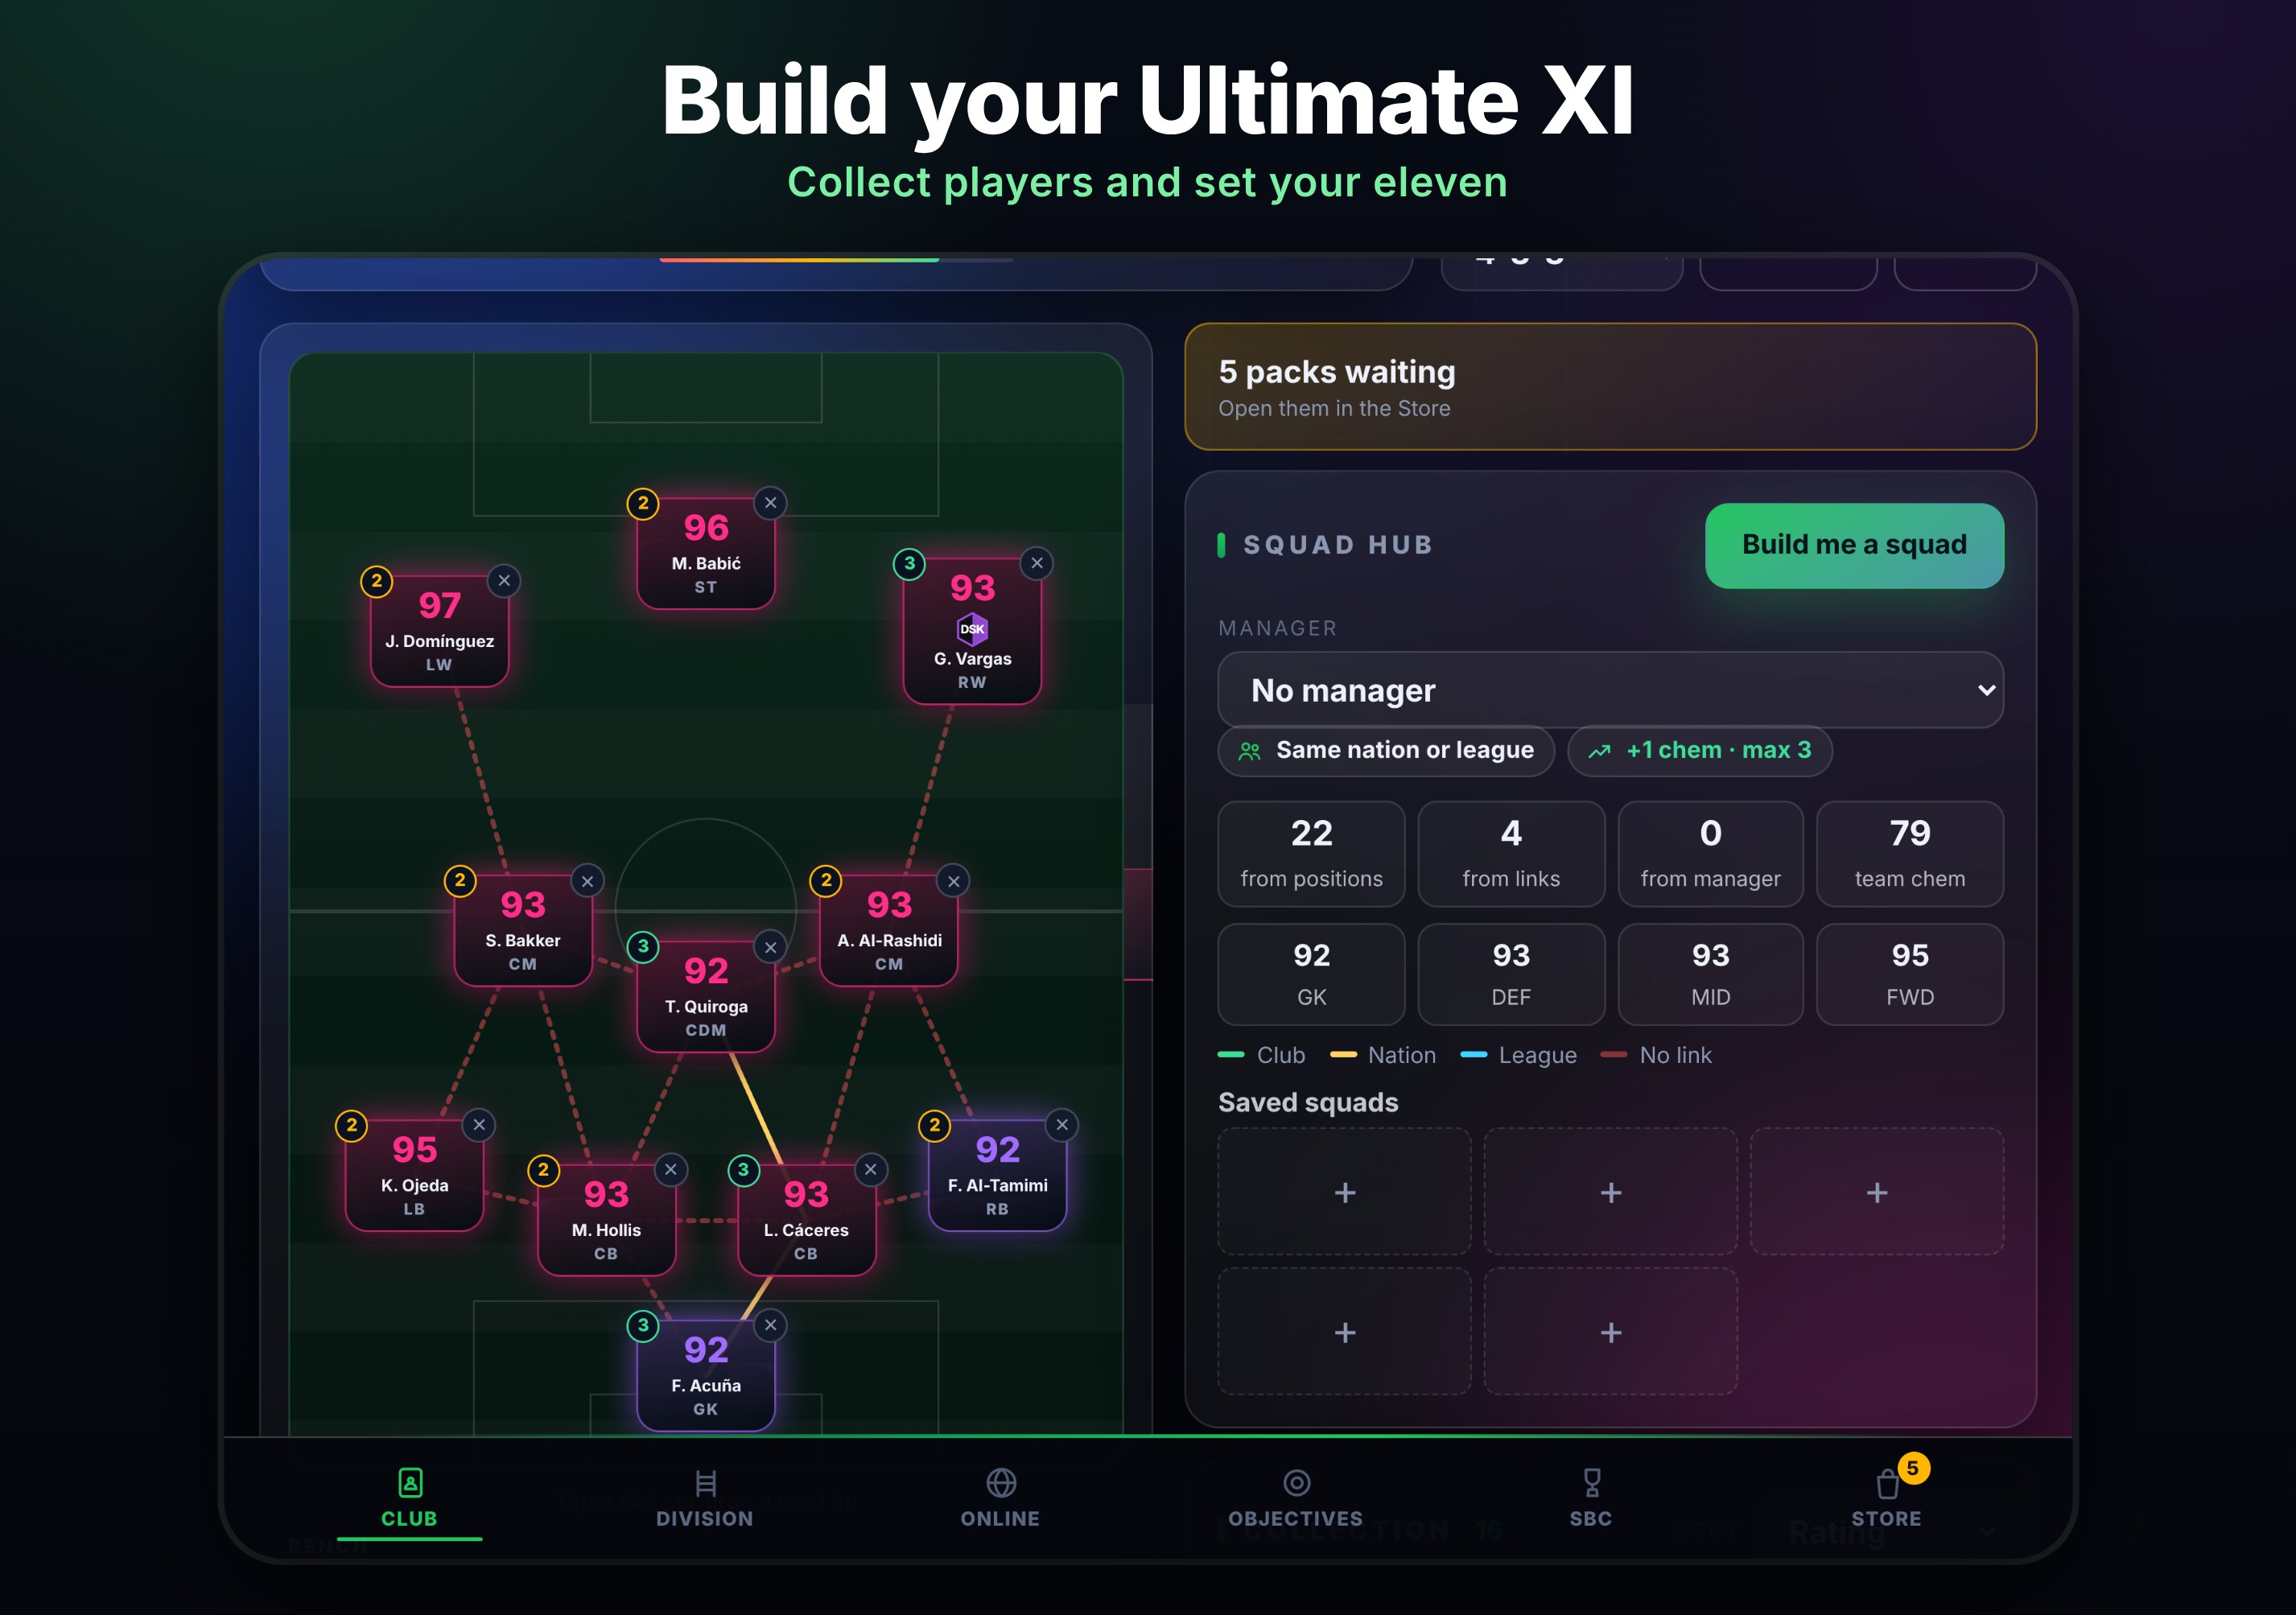 Build your Ultimate XI
Collect players and set your eleven
5 packs waiting
Open them in the Store
2
96
M. Babić
ST
2
97
J. Domínguez
LW
3
93
DSK
G. Vargas
RW
2
93
S. Bakker
CM
2
93
A. Al-Rashidi
CM
3
92
T. Quiroga
CDM
2
95
K. Ojeda
LB
2
93
M. Hollis
CB
3
93
L. Cáceres
CB
2
92
F. Al-Tamimi
RB
3
92
F. Acuña
GK
SQUAD HUB
Build me a squad
MANAGER
No manager
Same nation or league
+1 chem · max 3
22
from positions
4
from links
0
from manager
79
team chem
92
GK
93
DEF
93
MID
95
FWD
Club
Nation
League
No link
Saved squads
CLUB
DIVISION
ONLINE
OBJECTIVES
SBC
5
STORE
BENCH
COLLECTION 16
Rating